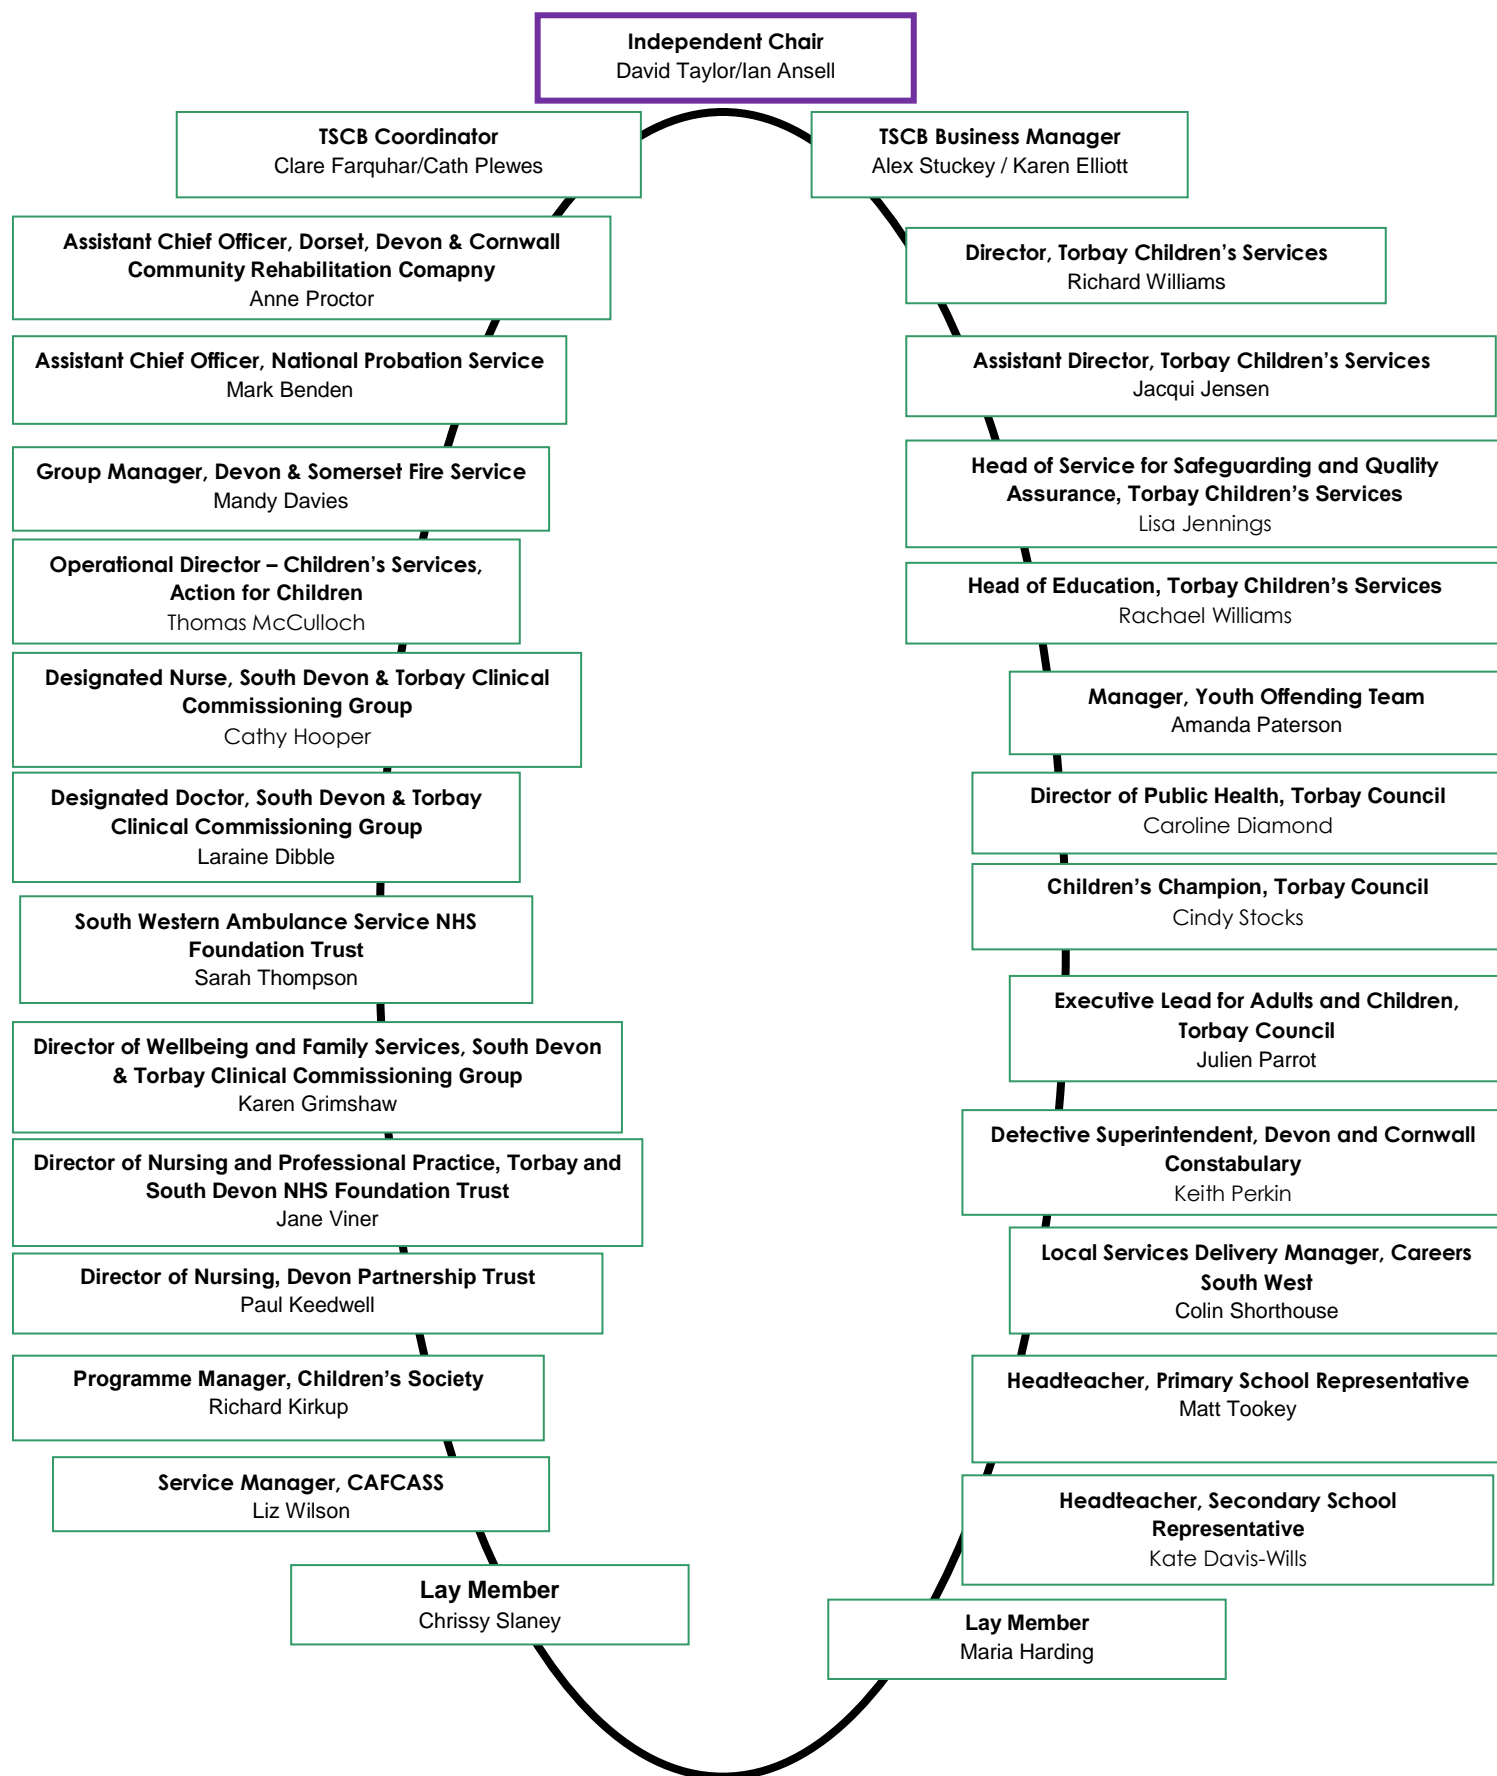 Independent Chair
David Taylor/Ian Ansell
TSCB Coordinator
Clare Farquhar/Cath Plewes
TSCB Business Manager
Alex Stuckey / Karen Elliott
Assistant Chief Officer, Dorset, Devon & Cornwall
Community Rehabilitation Comapny
Anne Proctor
Assistant Chief Officer, National Probation Service
Mark Benden
Group Manager, Devon & Somerset Fire Service
Mandy Davies
Operational Director – Children's Services,
Action for Children
Thomas McCulloch
Designated Nurse, South Devon & Torbay Clinical
Commissioning Group
Cathy Hooper
Designated Doctor, South Devon & Torbay
Clinical Commissioning Group
Laraine Dibble
South Western Ambulance Service NHS
Foundation Trust
Sarah Thompson
Director of Wellbeing and Family Services, South Devon
& Torbay Clinical Commissioning Group
Karen Grimshaw
Director of Nursing and Professional Practice, Torbay and
South Devon NHS Foundation Trust
Jane Viner
Director of Nursing, Devon Partnership Trust
Paul Keedwell
Programme Manager, Children's Society
Richard Kirkup
Service Manager, CAFCASS
Liz Wilson
Lay Member
Chrissy Slaney
Director, Torbay Children's Services
Richard Williams
Assistant Director, Torbay Children's Services
Jacqui Jensen
Head of Service for Safeguarding and Quality
Assurance, Torbay Children's Services
Lisa Jennings
Head of Education, Torbay Children's Services
Rachael Williams
Manager, Youth Offending Team
Amanda Paterson
Director of Public Health, Torbay Council
Caroline Diamond
Children's Champion, Torbay Council
Cindy Stocks
Executive Lead for Adults and Children,
Torbay Council
Julien Parrot
Detective Superintendent, Devon and Cornwall
Constabulary
Keith Perkin
Local Services Delivery Manager, Careers
South West
Colin Shorthouse
Headteacher, Primary School Representative
Matt Tookey
Headteacher, Secondary School
Representative
Kate Davis-Wills
Lay Member
Maria Harding